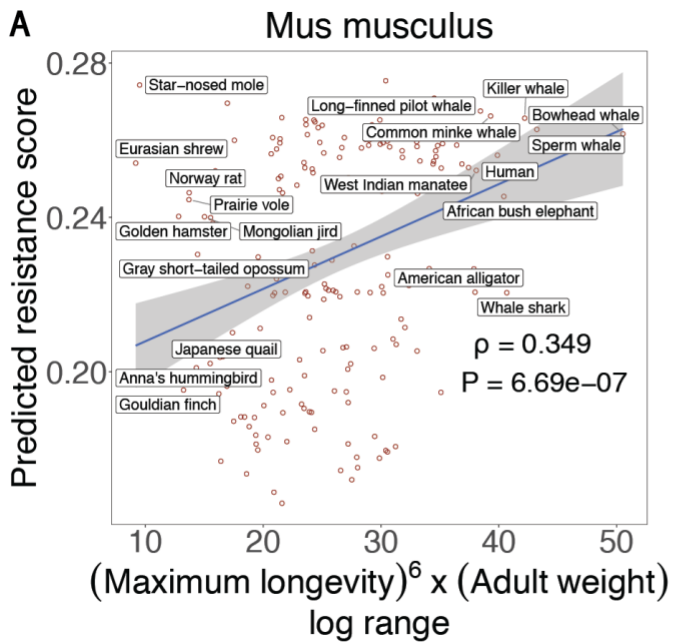 A
Mus musculus
Predicted resistance score
0.28
0.24
0.20
Star−nosed mole
Killer whale
Long−finned pilot whale
Bowhead whale
Common minke whale
Sperm whale
Eurasian shrew
Norway rat
West Indian manatee
Human
Prairie vole
African bush elephant
Golden hamster
Mongolian jird
Gray short−tailed opossum
American alligator
Whale shark
Japanese quail
ρ = 0.349
Anna's hummingbird
P = 6.69e−07
Gouldian finch
10 20 30 40 50
(Maximum longevity)⁶ x (Adult weight)
log range